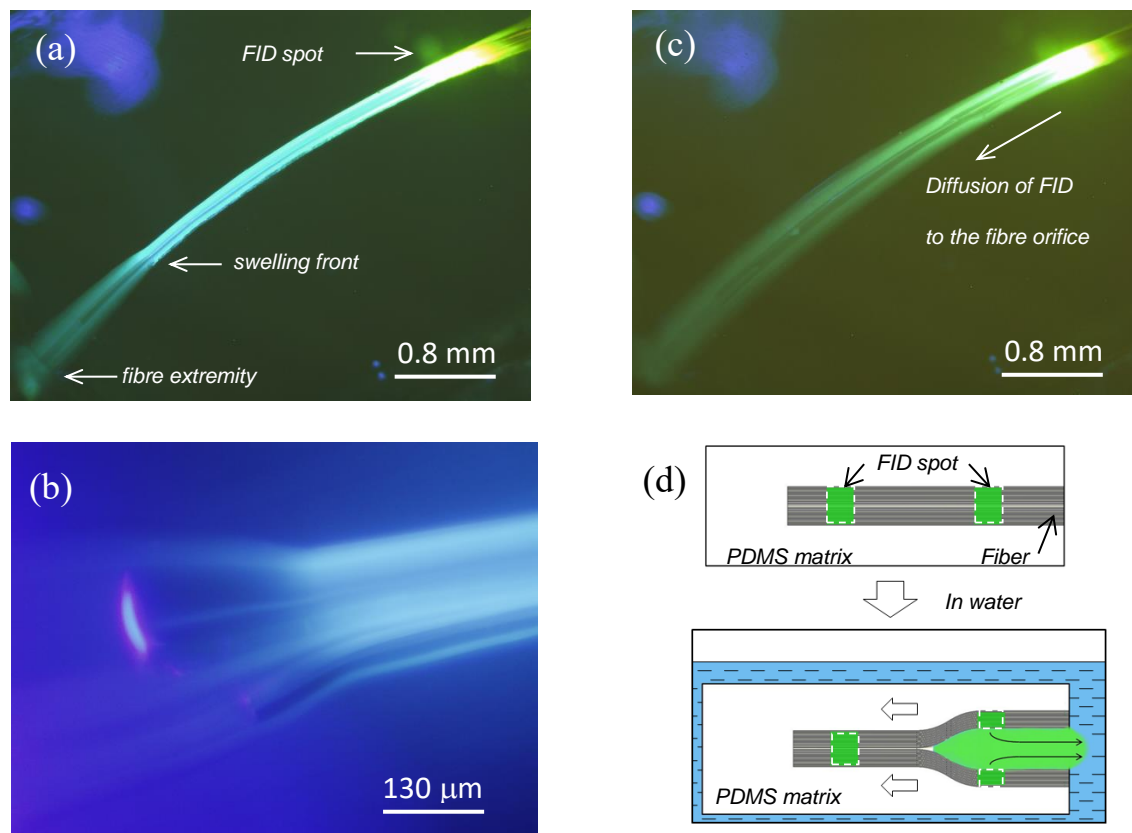 (a)
FID spot
swelling front
0.8 mm
fibre extremity
(c)
Diffusion of FID
to the fibre orifice
0.8 mm
(b)
130 μm
(d)
FID spot
PDMS matrix
Fiber
In water
PDMS matrix